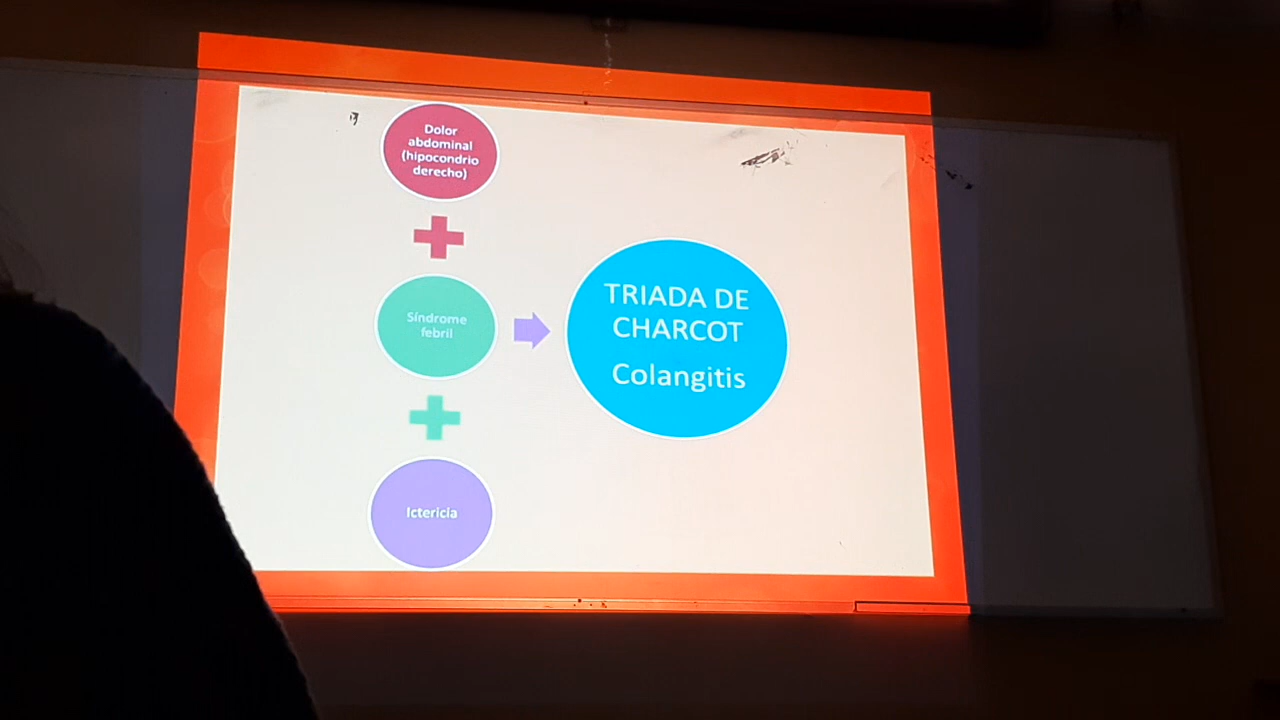 Dolor
abdominal
(hipocondrio
derecho)
Síndrome
febril
Ictericia
TRIADA DE
CHARCOT
Colangitis